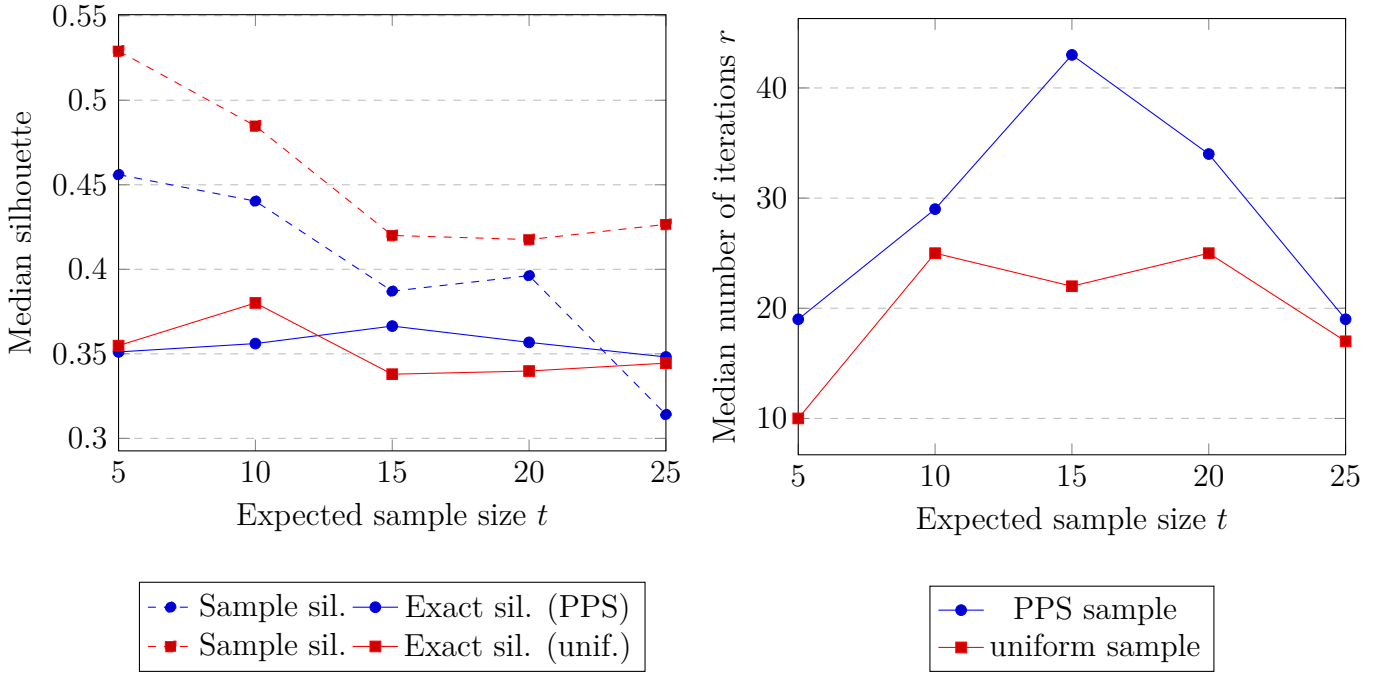 0.55
0.5
0.45
0.4
0.35
0.3
5 10 15 20 25
Median silhouette
Expected sample size t
Sample sil. Exact sil. (PPS)
Sample sil. Exact sil. (unif.)
40
30
20
10
5 10 15 20 25
Median number of iterations r
Expected sample size t
PPS sample
uniform sample